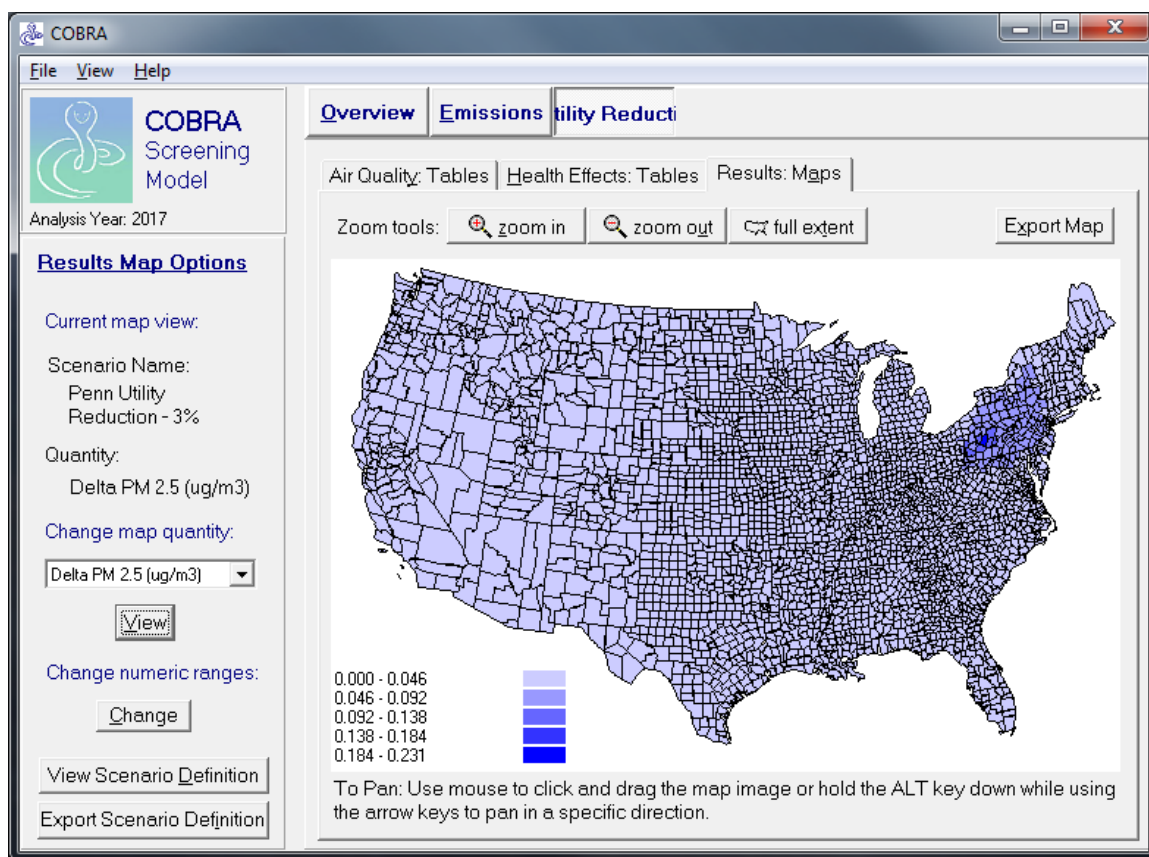 COBRA
File View Help
COBRA
Screening
Model
Analysis Year: 2017
Results Map Options
Current map view:
Scenario Name:
Penn Utility
Reduction - 3%
Quantity:
Delta PM 2.5 (ug/m3)
Change map quantity:
Delta PM 2.5 (ug/m3)
View
Change numeric ranges:
Change
View Scenario Definition
Export Scenario Definition
Overview Emissions tility Reducti
Air Quality: Tables Health Effects: Tables Results: Maps
Zoom tools: zoom in zoom out full extent Export Map
0.000 - 0.046
0.046 - 0.092
0.092 - 0.138
0.138 - 0.184
0.184 - 0.231
To Pan: Use mouse to click and drag the map image or hold the ALT key down while using
the arrow keys to pan in a specific direction.